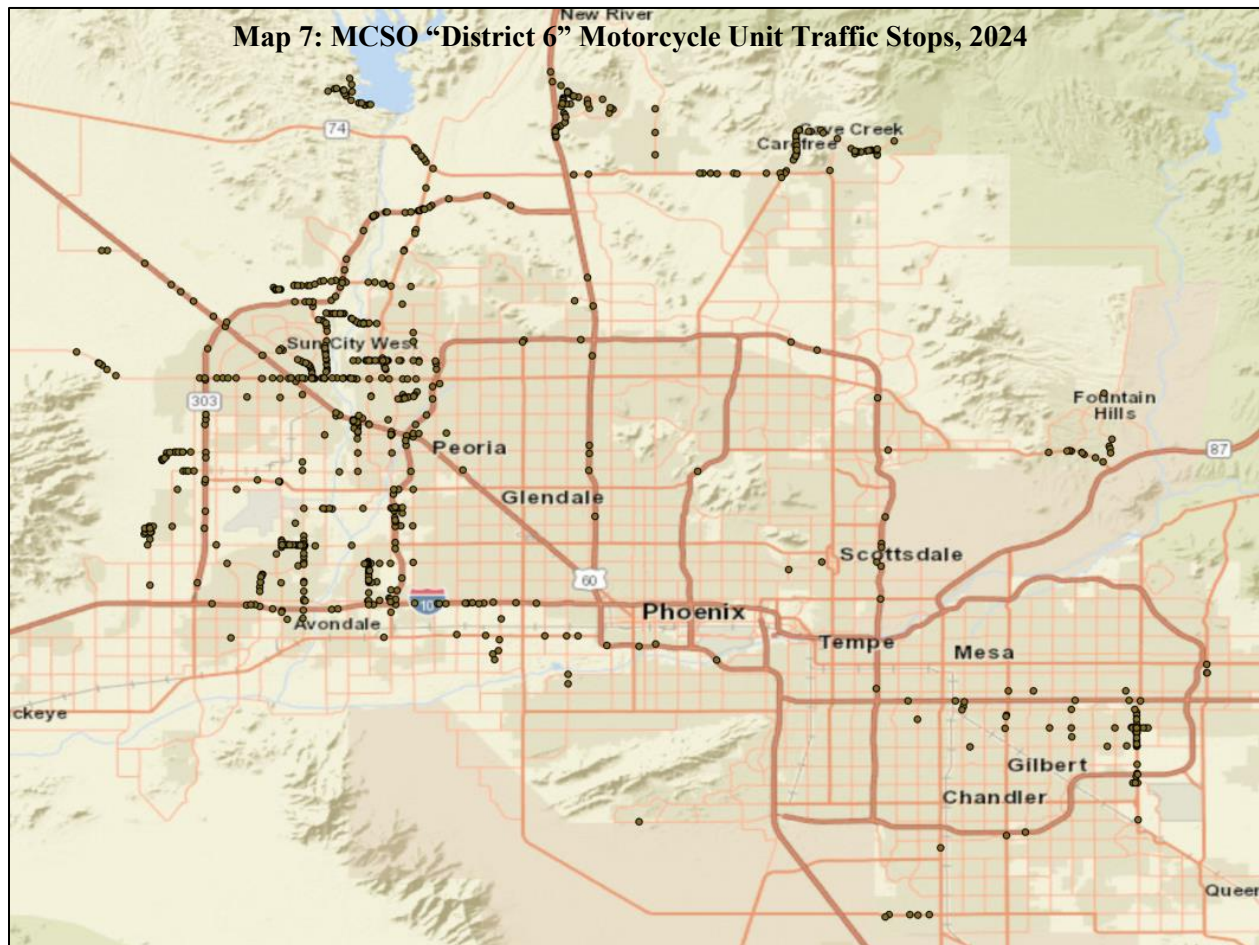 New River
Map 7: MCSO “District 6” Motorcycle Unit Traffic Stops, 2024
74
Cave Creek
Carefree
Sun City West
303
Fountain
Hills
Peoria
87
Glendale
Scottsdale
60
10
Phoenix
Avondale
Tempe
Mesa
ckeye
Gilbert
Chandler
Queen